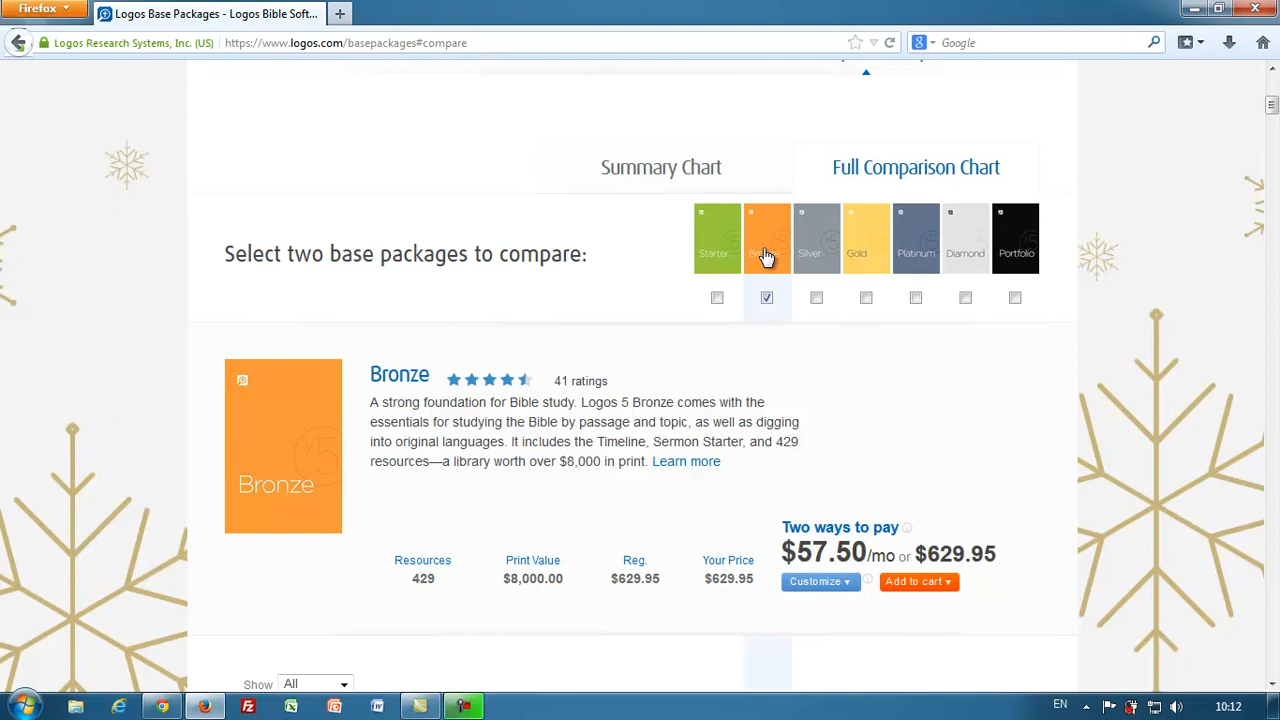 Firefox
Logos Base Packages - Logos Bible Soft...
Logos Research Systems, Inc. (US)
https://www.logos.com/basepackages#compare
Google
Summary Chart
Full Comparison Chart
Select two base packages to compare:
Starter
Silver
Gold
Platinum
Diamond
Portfolio
v5
Bronze
Bronze
41 ratings
A strong foundation for Bible study. Logos 5 Bronze comes with the
essentials for studying the Bible by passage and topic, as well as digging
into original languages. It includes the Timeline, Sermon Starter, and 429
resources—a library worth over $8,000 in print. Learn more
Two ways to pay
$57.50/mo or $629.95
Resources Print Value Reg. Your Price
429 $8,000.00 $629.95 $629.95
Customize Add to cart
Show All
EN
10:12